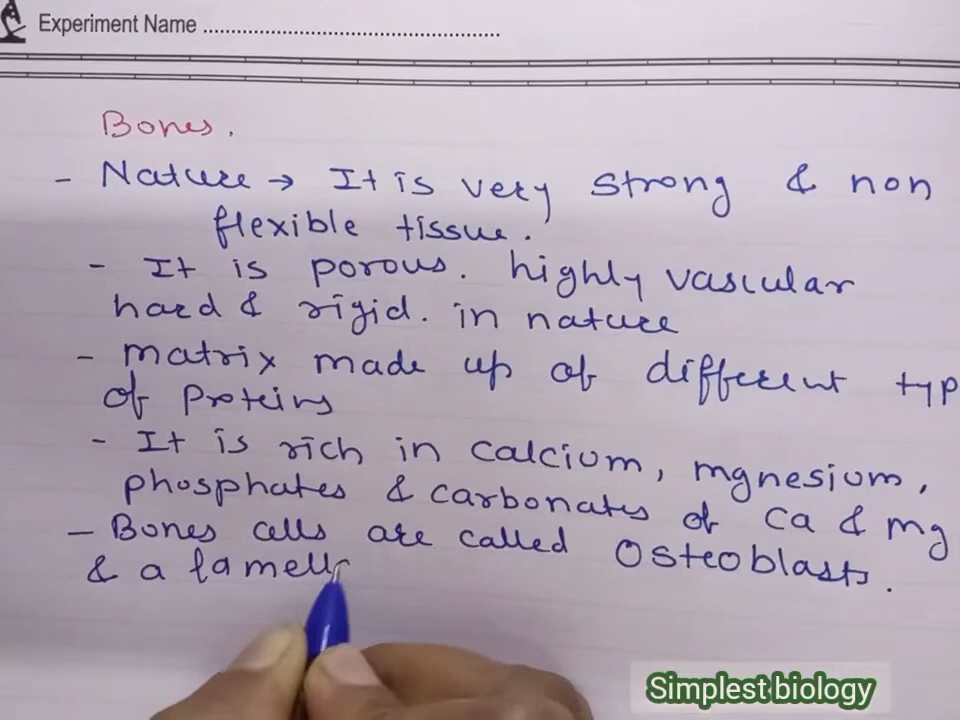 Experiment Name
Bones.
- Nature → It is very strong & non
flexible tissue.
- It is porous. highly vascular
hard & rigid. in nature
- matrix made up of different typ
of Proteins
- It is rich in calcium, mgnesium,
phosphates & carbonates of Ca & mg
- Bones cells are called Osteoblasts.
& a lamell
Simplest biology